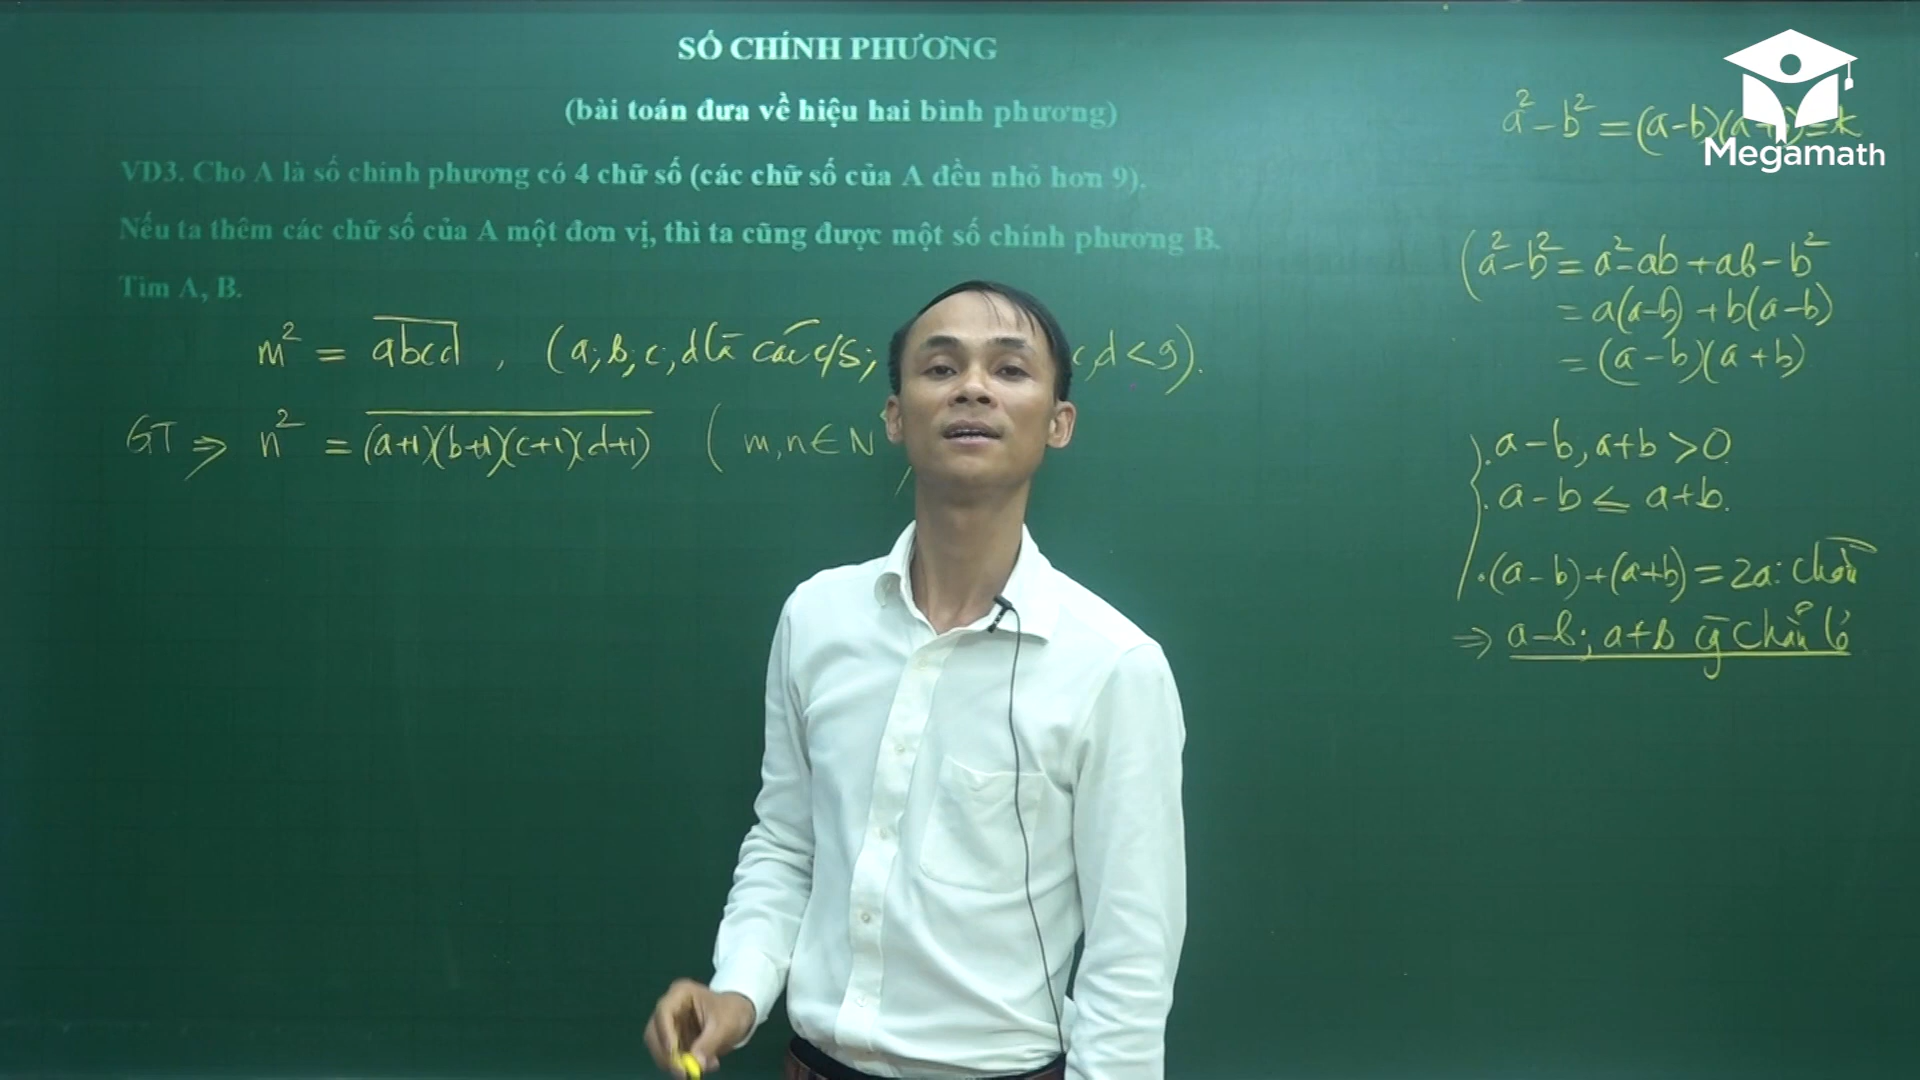 SỐ CHÍNH PHƯƠNG
(bài toán đưa về hiệu hai bình phương)
VD3. Cho A là số chính phương có 4 chữ số (các chữ số của A đều nhỏ hơn 9).
Nếu ta thêm các chữ số của A một đơn vị, thì ta cũng được một số chính phương B.
Tìm A, B.
m² = abcd , (a; b; c; d là các c/s; c,d < 9).
GT ⇒ n² = (a+1)(b+1)(c+1)(d+1) ( m,n ∈ N
Megamath
a² - b² = (a-b)(a+b) = k
(a² - b² = a² - ab + ab - b²
= a(a-b) + b(a-b)
= (a-b)(a+b)
. a-b, a+b > 0
. a-b ≤ a+b.
. (a-b)+(a+b) = 2a: chẵn
⇒ a-b; a+b cg chẵn lẻ